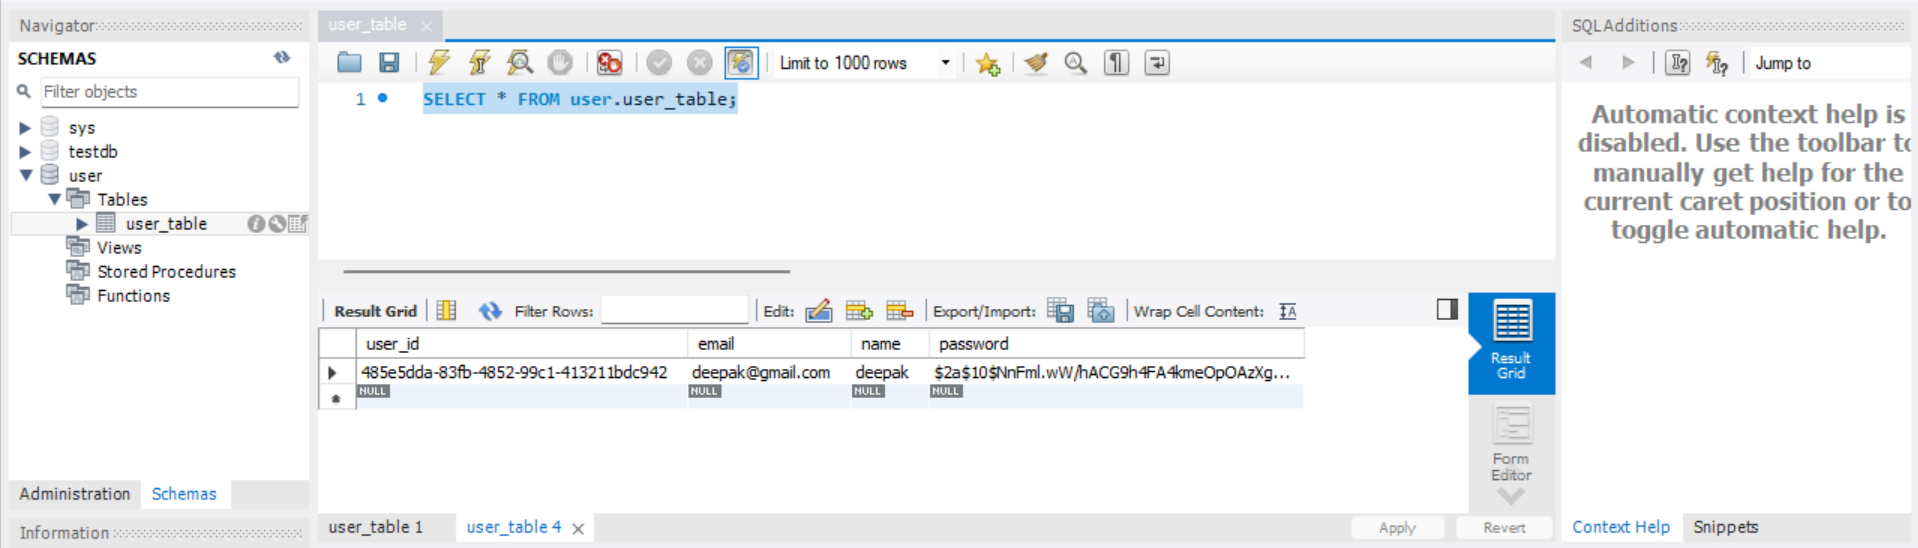 Navigator
SCHEMAS
Filter objects
sys
testdb
user
Tables
user_table
Views
Stored Procedures
Functions
Administration Schemas
Information
user_table
Limit to 1000 rows
1 SELECT * FROM user.user_table;
Result Grid Filter Rows: Edit: Export/Import: Wrap Cell Content:
user_id email name password
485e5dda-83fb-4852-99c1-413211bdc942 deepak@gmail.com deepak $2a$10$NnFml.wW/hACG9h4FA4kmeOpOAzXg...
NULL NULL NULL NULL
Result
Grid
Form
Editor
user_table 1 user_table 4 Apply Revert
SQLAdditions
Jump to
Automatic context help is
disabled. Use the toolbar to
manually get help for the
current caret position or to
toggle automatic help.
Context Help Snippets